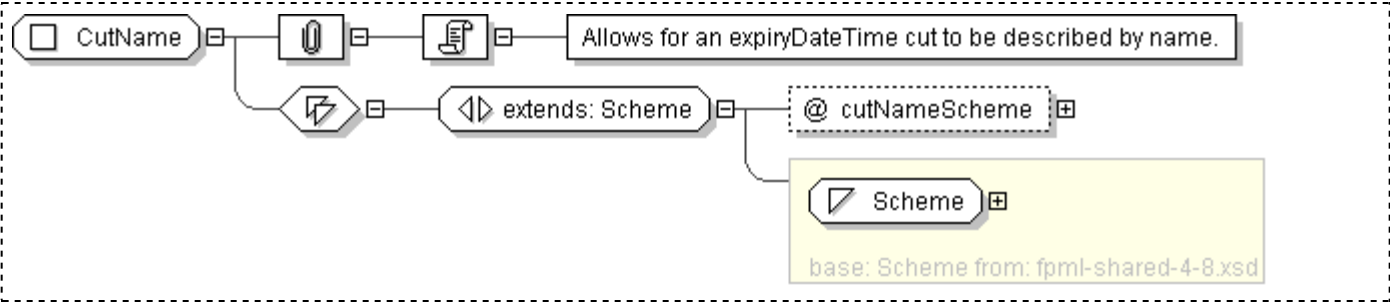 CutName
Allows for an expiryDateTime cut to be described by name.
extends: Scheme
@ cutNameScheme
Scheme
base: Scheme from: fpml-shared-4-8.xsd